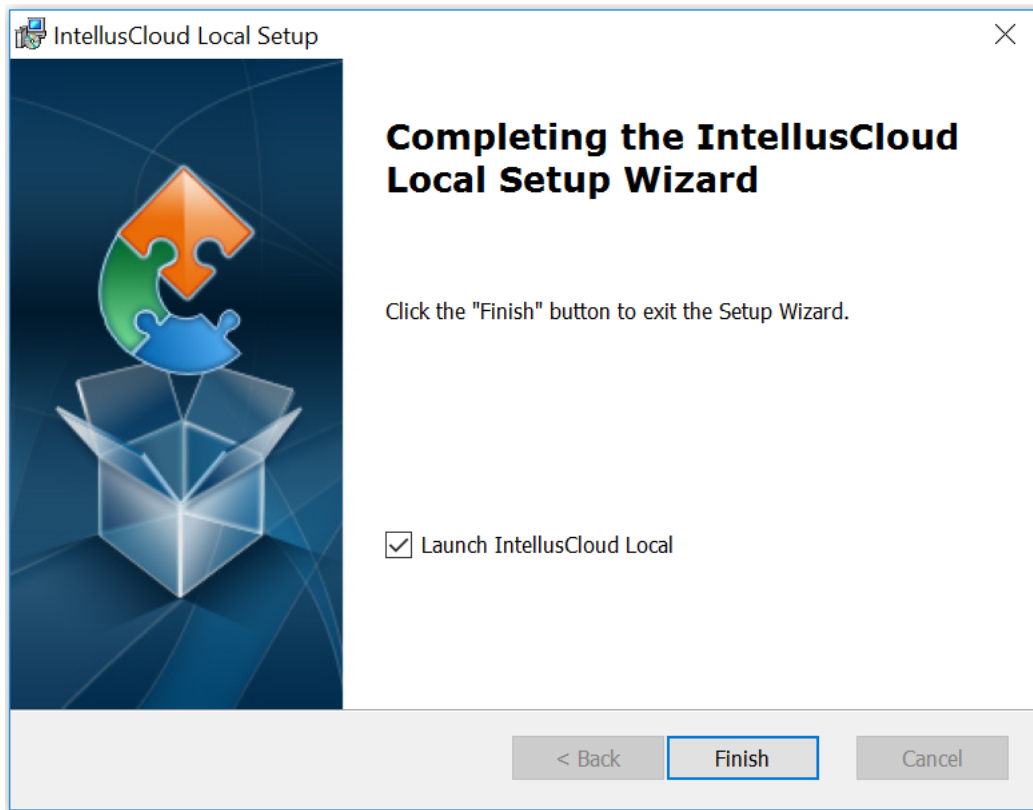 IntellusCloud Local Setup
Completing the IntellusCloud
Local Setup Wizard
Click the "Finish" button to exit the Setup Wizard.
Launch IntellusCloud Local
< Back
Finish
Cancel